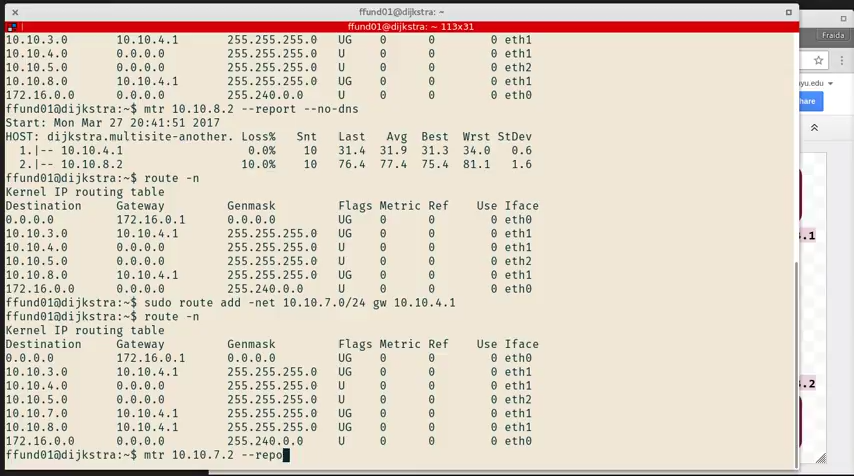 ffund01@dijkstra: ~
ffund01@dijkstra: ~ 113x31
10.10.3.0 10.10.4.1 255.255.255.0 UG 0 0 0 eth1
10.10.4.0 0.0.0.0 255.255.255.0 U 0 0 0 eth1
10.10.5.0 0.0.0.0 255.255.255.0 U 0 0 0 eth2
10.10.8.0 10.10.4.1 255.255.255.0 UG 0 0 0 eth1
172.16.0.0 0.0.0.0 255.240.0.0 U 0 0 0 eth0
ffund01@dijkstra:~$ mtr 10.10.8.2 --report --no-dns
Start: Mon Mar 27 20:41:51 2017
HOST: dijkstra.multisite-another. Loss% Snt Last Avg Best Wrst StDev
1.|-- 10.10.4.1 0.0% 10 31.4 31.9 31.3 34.0 0.6
2.|-- 10.10.8.2 10.0% 10 76.4 77.4 75.4 81.1 1.6
ffund01@dijkstra:~$ route -n
Kernel IP routing table
Destination Gateway Genmask Flags Metric Ref Use Iface
0.0.0.0 172.16.0.1 0.0.0.0 UG 0 0 0 eth0
10.10.3.0 10.10.4.1 255.255.255.0 UG 0 0 0 eth1
10.10.4.0 0.0.0.0 255.255.255.0 U 0 0 0 eth1
10.10.5.0 0.0.0.0 255.255.255.0 U 0 0 0 eth2
10.10.8.0 10.10.4.1 255.255.255.0 UG 0 0 0 eth1
172.16.0.0 0.0.0.0 255.240.0.0 U 0 0 0 eth0
ffund01@dijkstra:~$ sudo route add -net 10.10.7.0/24 gw 10.10.4.1
ffund01@dijkstra:~$ route -n
Kernel IP routing table
Destination Gateway Genmask Flags Metric Ref Use Iface
0.0.0.0 172.16.0.1 0.0.0.0 UG 0 0 0 eth0
10.10.3.0 10.10.4.1 255.255.255.0 UG 0 0 0 eth1
10.10.4.0 0.0.0.0 255.255.255.0 U 0 0 0 eth1
10.10.5.0 0.0.0.0 255.255.255.0 U 0 0 0 eth2
10.10.7.0 10.10.4.1 255.255.255.0 UG 0 0 0 eth1
10.10.8.0 10.10.4.1 255.255.255.0 UG 0 0 0 eth1
172.16.0.0 0.0.0.0 255.240.0.0 U 0 0 0 eth0
ffund01@dijkstra:~$ mtr 10.10.7.2 --repo
Fraida
yu.edu
hare
3.1
3.2